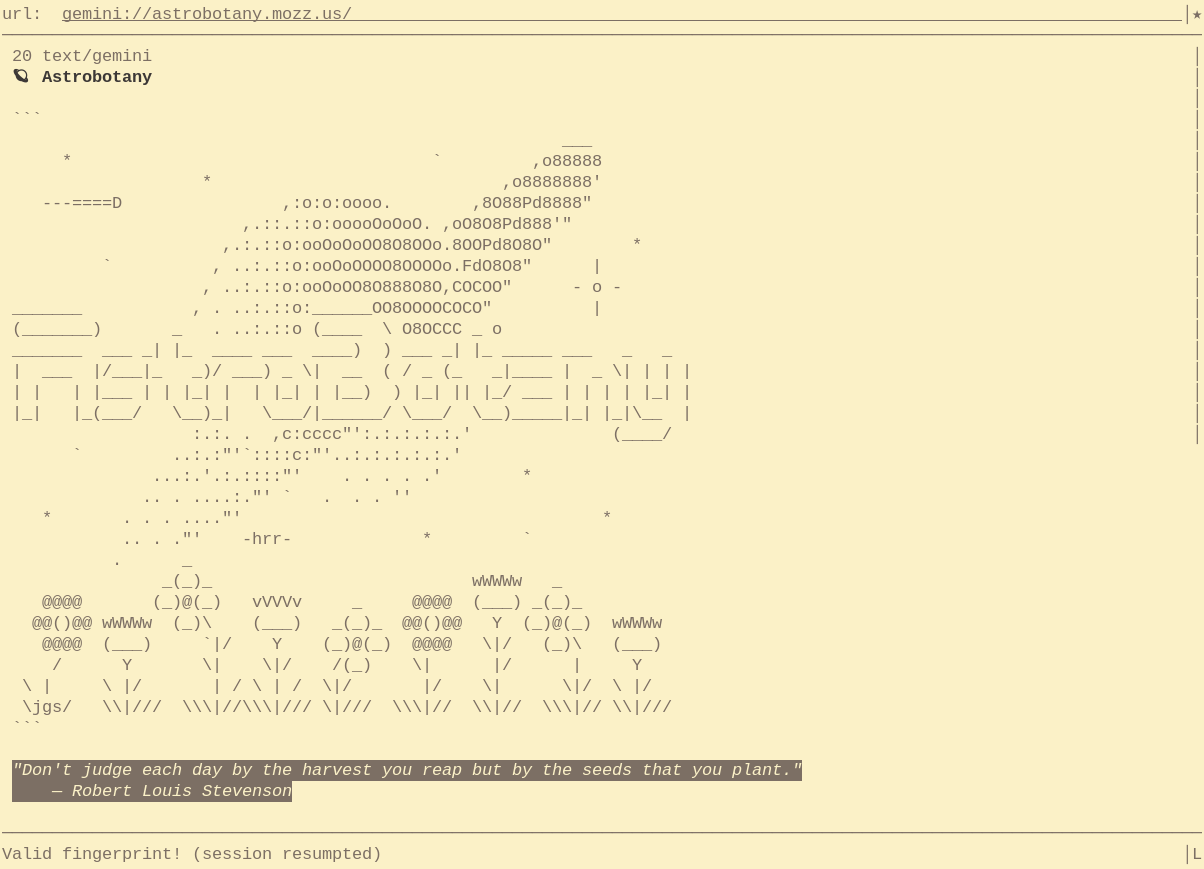 url:  gemini://astrobotany.mozz.us/ |★
20 text/gemini
🪐 Astrobotany
```
                                                       ___
     *                                    `         ,o88888
                   *                             ,o8888888'
   ---====D                ,:o:o:oooo.        ,8O88Pd8888"
                       ,.::.::o:ooooOoOoO. ,oO8O8Pd888'"
                     ,.:.::o:ooOoOoOO8O8OOo.8OOPd8O8O"        *
         `          , ..:.::o:ooOoOOOO8OOOOo.FdO8O8"      |
                   , ..:.::o:ooOoOO8O888O8O,COCOO"      - o -
_______           , . ..:.::o:______OO8OOOOCOCO"          |
(_______)       _   . ..:.::o (____  \ O8OCCC _ o
_______  ___ _| |_  ____ ___  ____)  ) ___ _| |_ _____ ___   _   _
|  ___  |/___|_   _)/ ___) _ \|  __  ( / _ (_   _|____ |  _ \| | | |
| |   | |___ | | |_| |  | |_| | |__)  ) |_| || |_/ ___ | | | | |_| |
|_|   |_(___/   \__)_|   \___/|______/ \___/  \__)_____|_| |_|\__  |
                  :.:. .  ,c:cccc"':.:.:.:.:.'              (____/
      `         ..:.:"'`::::c:"'..:.:.:.:.:.'
              ...:.'.:.::::"'    . . . . .'        *
             .. . ....:."' `   .  . . ''
   *       . . . ...."'                                    *
           .. . ."'    -hrr-             *         `
          .      _
               _(_)_                          wWWWw   _
   @@@@       (_)@(_)   vVVVv     _     @@@@  (___) _(_)_
  @@()@@ wWWWw  (_)\    (___)   _(_)_  @@()@@   Y  (_)@(_)  wWWWw
   @@@@  (___)     `|/    Y    (_)@(_)  @@@@   \|/   (_)\   (___)
    /      Y       \|    \|/    /(_)    \|      |/      |     Y
 \ |     \ |/       | / \ | /  \|/       |/    \|      \|/  \ |/
 \jgs/   \\|///  \\\|//\\\|/// \|///  \\\|//  \\|//  \\\|// \\|///
```
"Don't judge each day by the harvest you reap but by the seeds that you plant."
    — Robert Louis Stevenson
Valid fingerprint! (session resumpted) |L